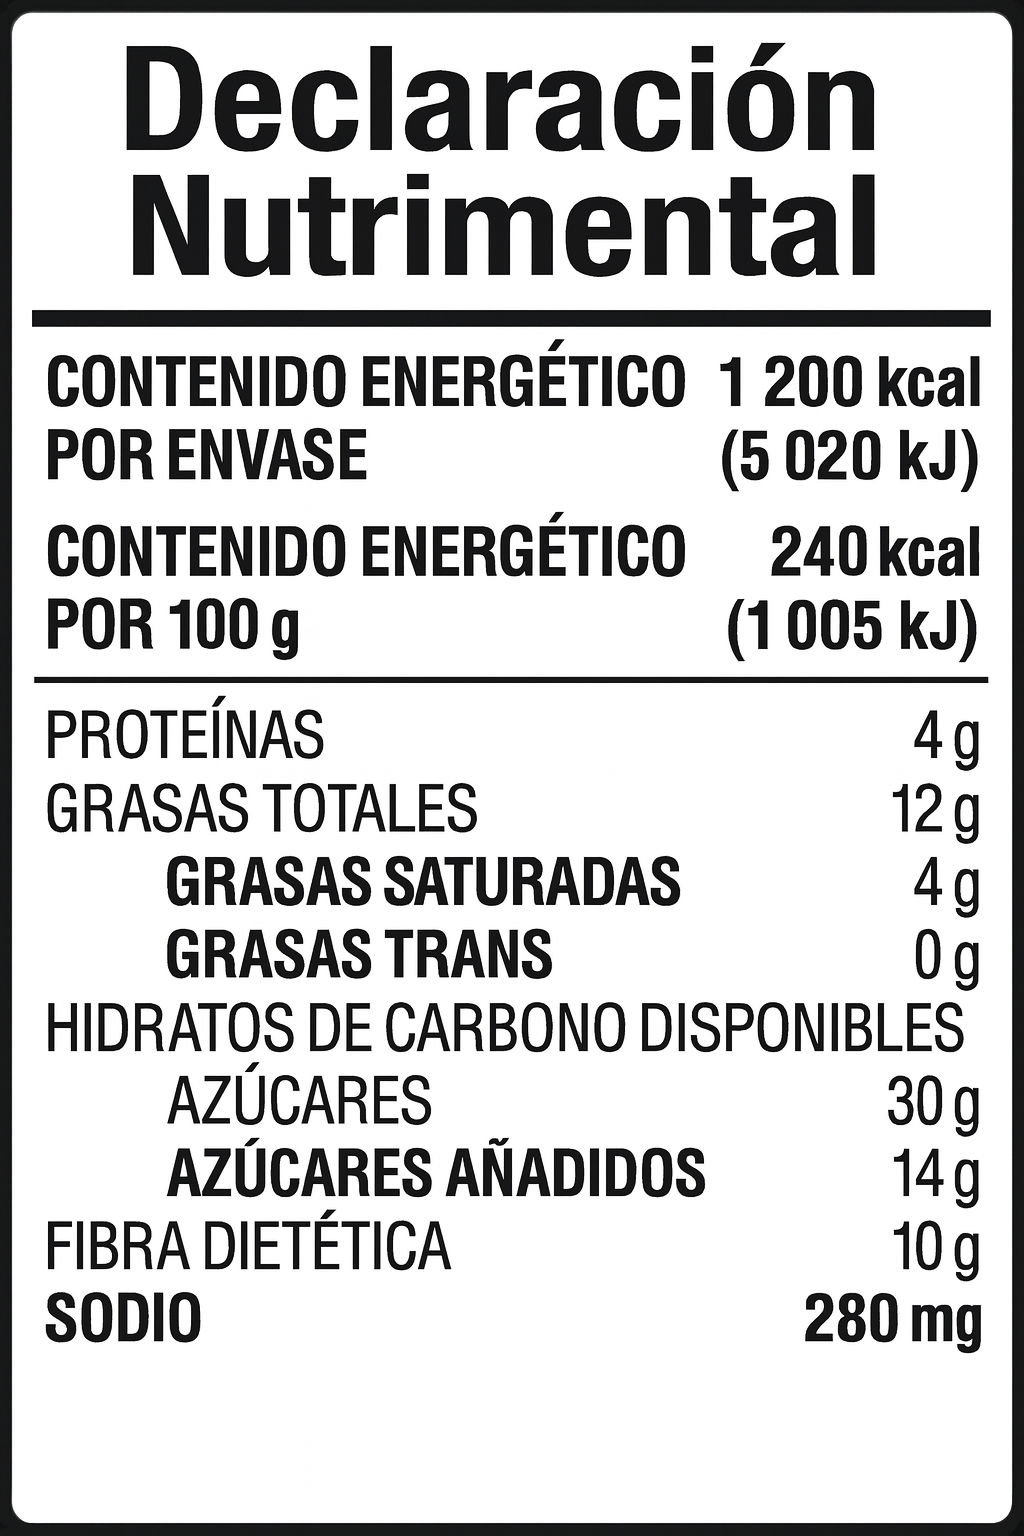 Declaración
Nutrimental
CONTENIDO ENERGÉTICO 1 200 kcal
POR ENVASE (5 020 kJ)
CONTENIDO ENERGÉTICO 240 kcal
POR 100 g (1 005 kJ)
PROTEÍNAS 4 g
GRASAS TOTALES 12 g
GRASAS SATURADAS 4 g
GRASAS TRANS 0 g
HIDRATOS DE CARBONO DISPONIBLES
AZÚCARES 30 g
AZÚCARES AÑADIDOS 14 g
FIBRA DIETÉTICA 10 g
SODIO 280 mg